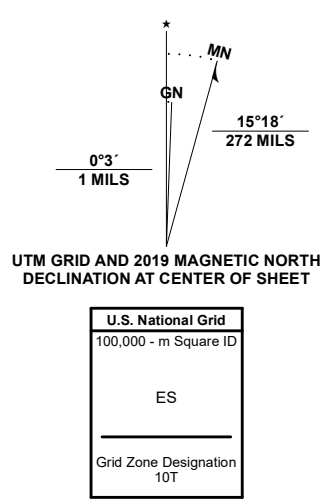 ★
MN
GN
15°18´
272 MILS
0°3´
1 MILS
UTM GRID AND 2019 MAGNETIC NORTH
DECLINATION AT CENTER OF SHEET
U.S. National Grid
100,000 - m Square ID
ES
Grid Zone Designation
10T